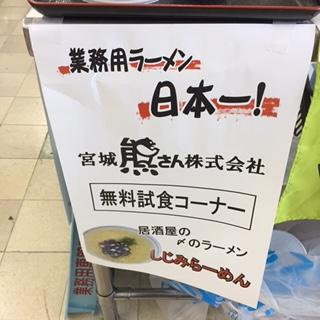 業務用ラーメン
日本一!
宮城熊さん株式会社
無料試食コーナー
居酒屋の
〆のラーメン
しじみらーめん